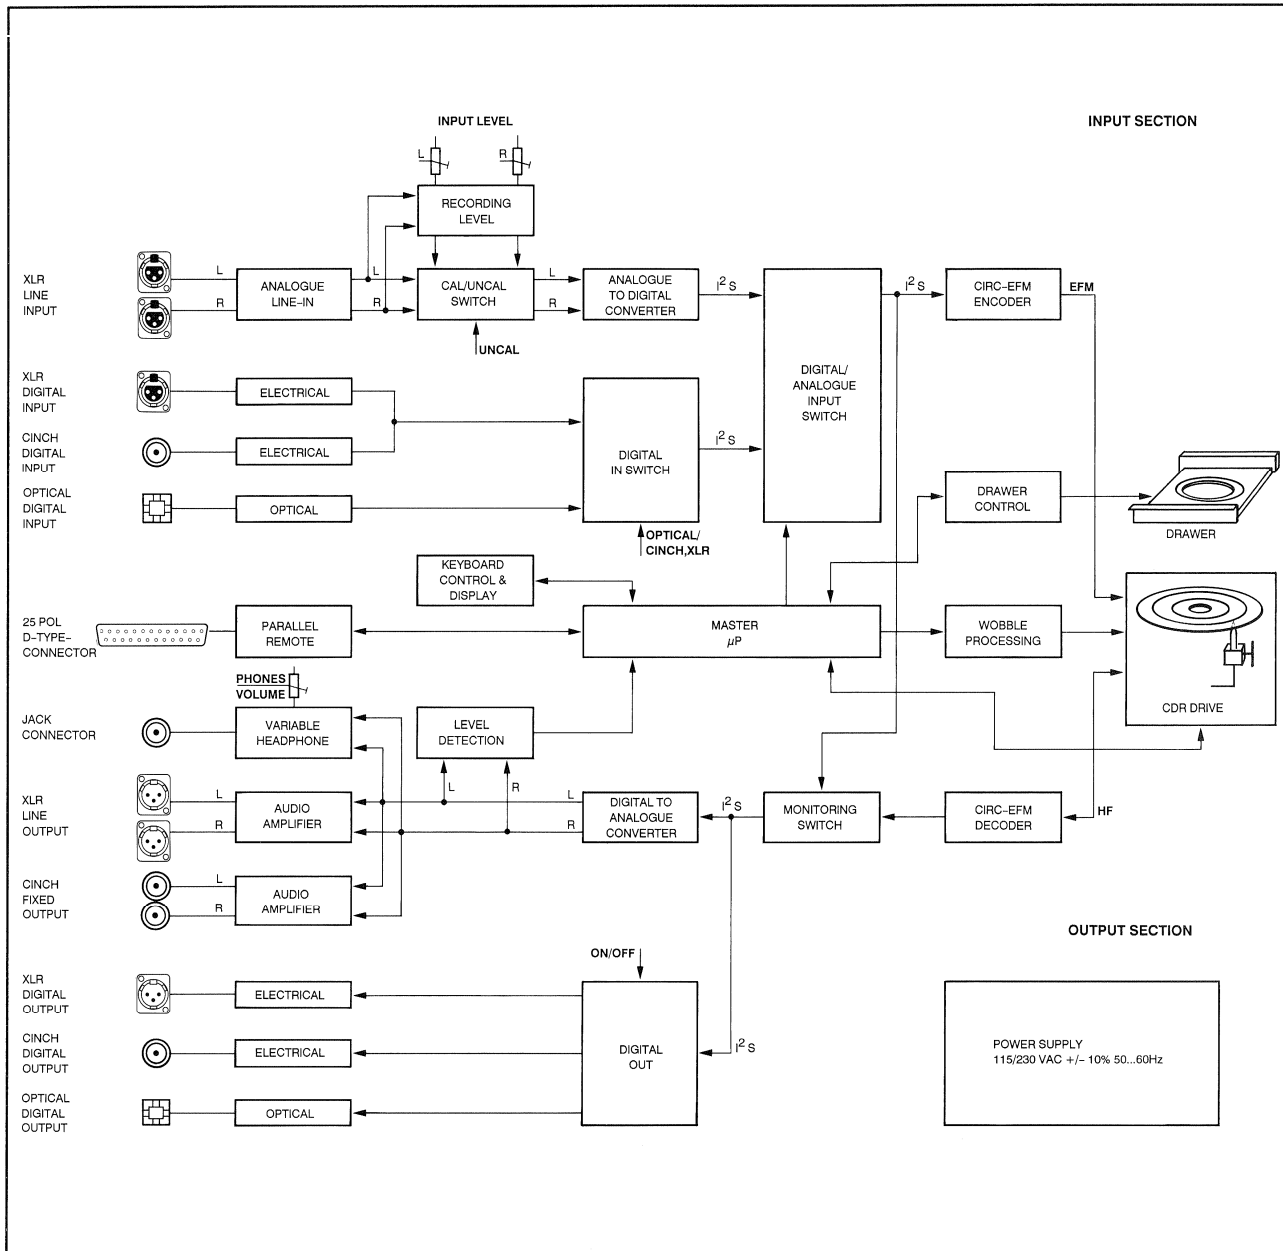 INPUT LEVEL
INPUT SECTION
L
R
RECORDING
LEVEL
XLR
LINE
INPUT
L
R
ANALOGUE
LINE-IN
L
R
CAL/UNCAL
SWITCH
L
R
ANALOGUE
TO DIGITAL
CONVERTER
I²S
I²S
CIRC-EFM
ENCODER
EFM
UNCAL
XLR
DIGITAL
INPUT
ELECTRICAL
DIGITAL/
ANALOGUE
INPUT
SWITCH
CINCH
DIGITAL
INPUT
ELECTRICAL
DIGITAL
IN SWITCH
I²S
OPTICAL
DIGITAL
INPUT
OPTICAL
DRAWER
CONTROL
DRAWER
OPTICAL/
CINCH,XLR
KEYBOARD
CONTROL &
DISPLAY
25 POL
D-TYPE-
CONNECTOR
PARALLEL
REMOTE
MASTER
µP
WOBBLE
PROCESSING
PHONES
VOLUME
CDR DRIVE
JACK
CONNECTOR
VARIABLE
HEADPHONE
LEVEL
DETECTION
L
R
XLR
LINE
OUTPUT
L
R
AUDIO
AMPLIFIER
L
R
DIGITAL TO
ANALOGUE
CONVERTER
I²S
MONITORING
SWITCH
CIRC-EFM
DECODER
HF
CINCH
FIXED
OUTPUT
L
R
AUDIO
AMPLIFIER
OUTPUT SECTION
ON/OFF
XLR
DIGITAL
OUTPUT
ELECTRICAL
CINCH
DIGITAL
OUTPUT
ELECTRICAL
DIGITAL
OUT
I²S
POWER SUPPLY
115/230 VAC +/- 10% 50...60Hz
OPTICAL
DIGITAL
OUTPUT
OPTICAL